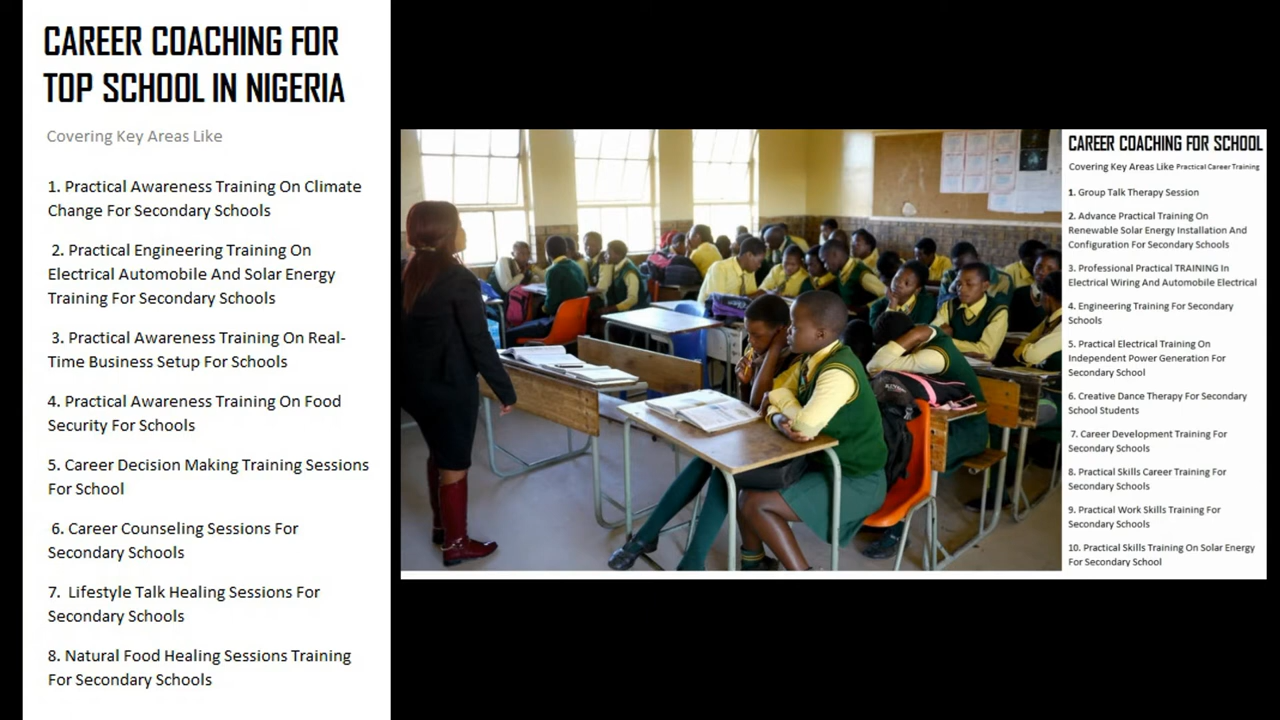 CAREER COACHING FOR
TOP SCHOOL IN NIGERIA
Covering Key Areas Like
1. Practical Awareness Training On Climate
Change For Secondary Schools
2. Practical Engineering Training On
Electrical Automobile And Solar Energy
Training For Secondary Schools
3. Practical Awareness Training On Real-
Time Business Setup For Schools
4. Practical Awareness Training On Food
Security For Schools
5. Career Decision Making Training Sessions
For School
6. Career Counseling Sessions For
Secondary Schools
7. Lifestyle Talk Healing Sessions For
Secondary Schools
8. Natural Food Healing Sessions Training
For Secondary Schools
CAREER COACHING FOR SCHOOL
Covering Key Areas Like Practical Career Training
1. Group Talk Therapy Session
2. Advance Practical Training On
Renewable Solar Energy Installation And
Configuration For Secondary Schools
3. Professional Practical TRAINING In
Electrical Wiring And Automobile Electrical
4. Engineering Training For Secondary
Schools
5. Practical Electrical Training On
Independent Power Generation For
Secondary School
6. Creative Dance Therapy For Secondary
School Students
7. Career Development Training For
Secondary Schools
8. Practical Skills Career Training For
Secondary Schools
9. Practical Work Skills Training For
Secondary Schools
10. Practical Skills Training On Solar Energy
For Secondary School